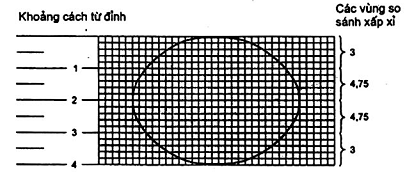 Khoảng cách từ đỉnh
Các vùng so
sánh xấp xỉ
3
1
4,75
2
4,75
3
3
4